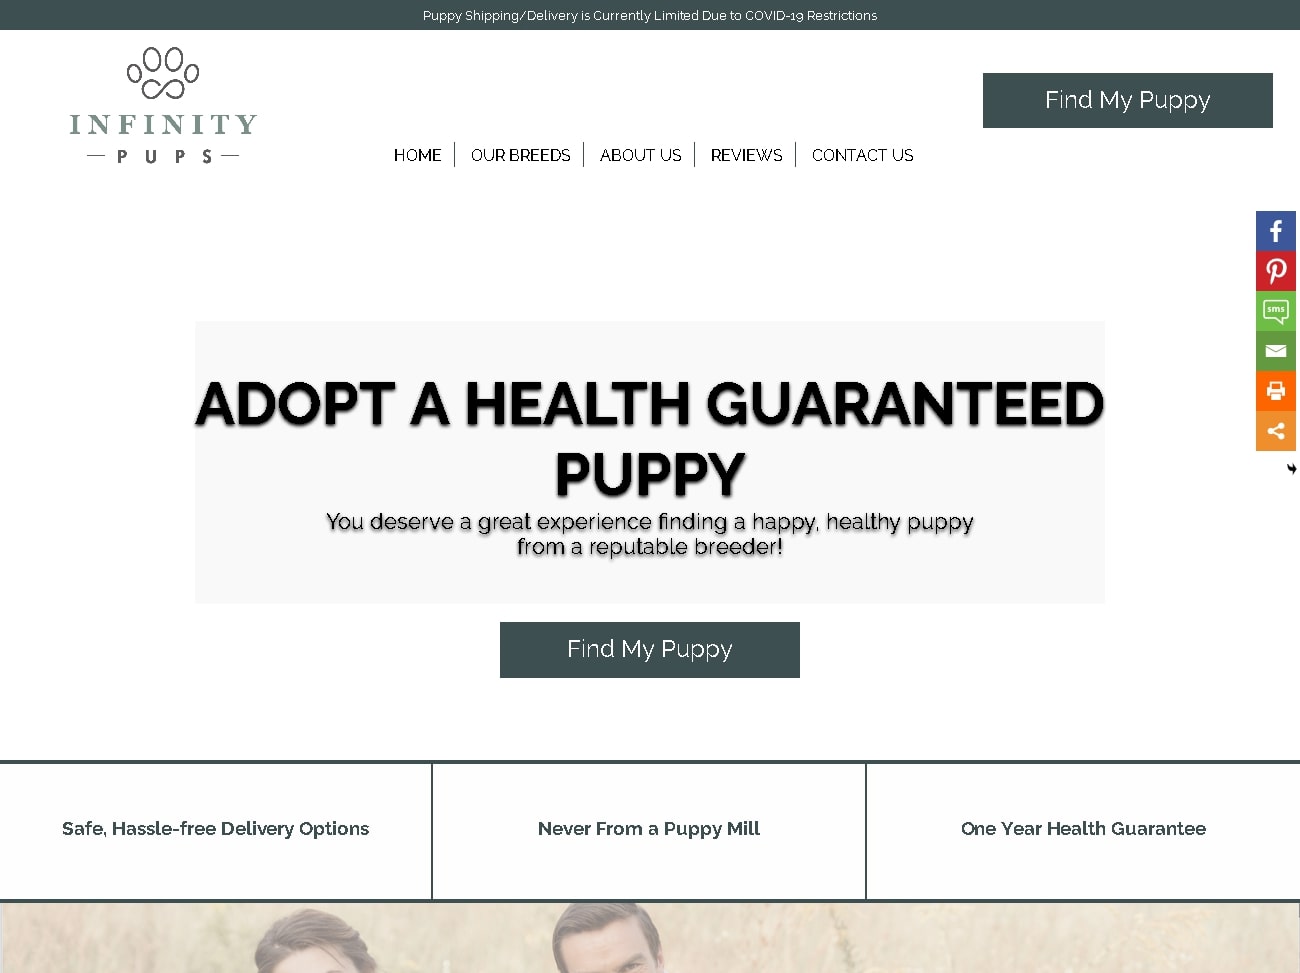 Puppy Shipping/Delivery is Currently Limited Due to COVID-19 Restrictions
INFINITY
PUPS
Find My Puppy
HOME
OUR BREEDS
ABOUT US
REVIEWS
CONTACT US
sms
ADOPT A HEALTH GUARANTEED
PUPPY
You deserve a great experience finding a happy, healthy puppy
from a reputable breeder!
Find My Puppy
Safe, Hassle-free Delivery Options
Never From a Puppy Mill
One Year Health Guarantee